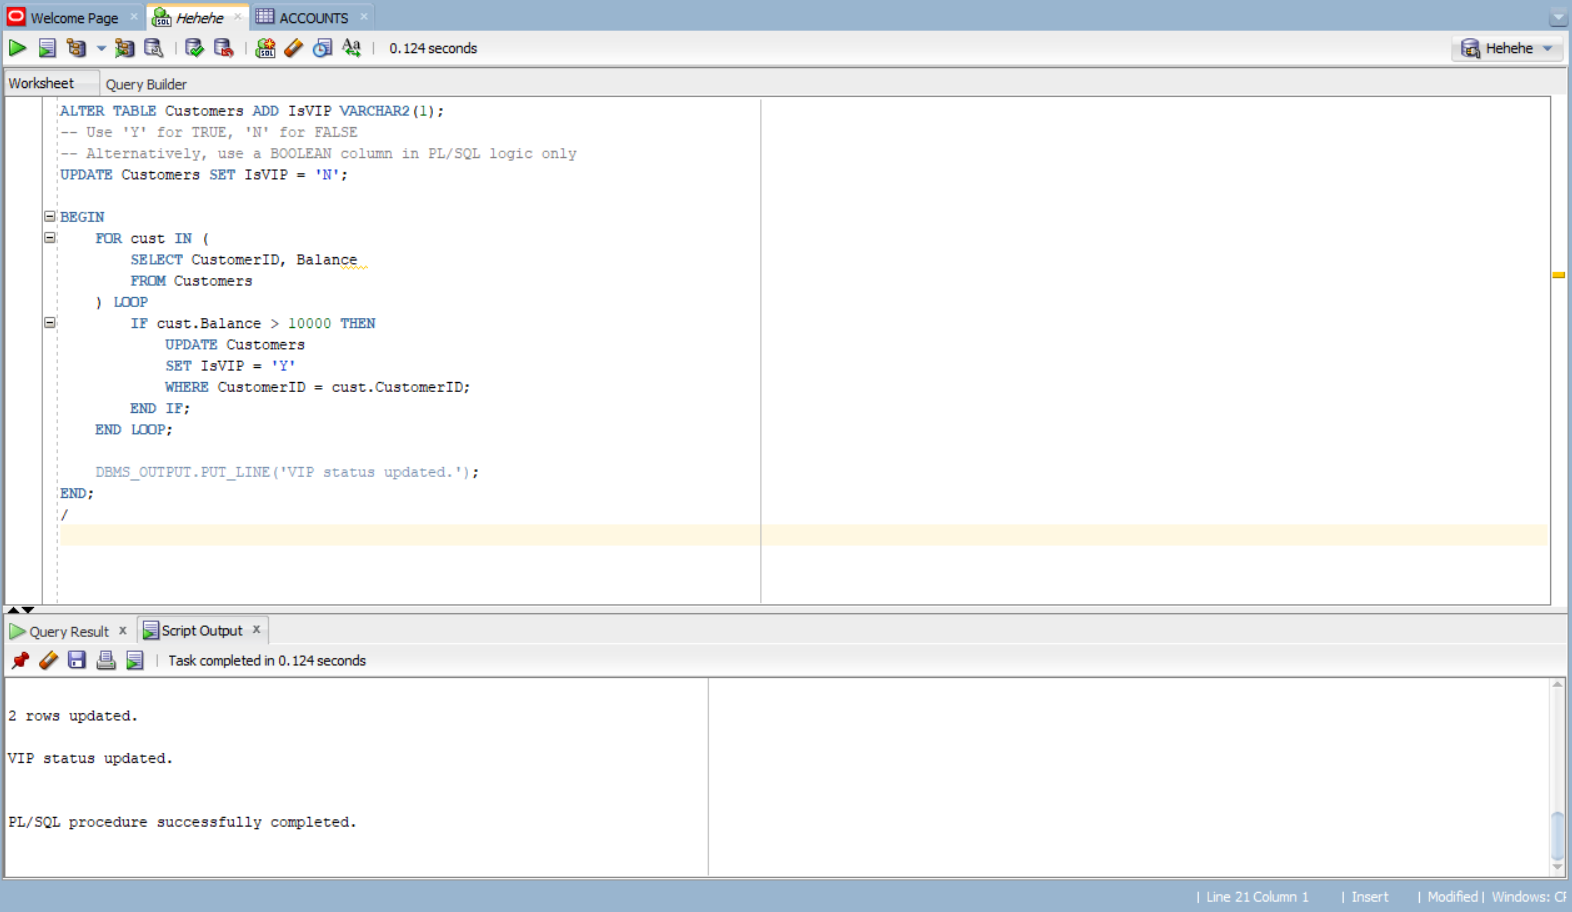 Welcome Page
Hehehe
ACCOUNTS
0.124 seconds
Hehehe
Worksheet
Query Builder
ALTER TABLE Customers ADD IsVIP VARCHAR2(1);
-- Use 'Y' for TRUE, 'N' for FALSE
-- Alternatively, use a BOOLEAN column in PL/SQL logic only
UPDATE Customers SET IsVIP = 'N';
BEGIN
FOR cust IN (
SELECT CustomerID, Balance
FROM Customers
) LOOP
IF cust.Balance > 10000 THEN
UPDATE Customers
SET IsVIP = 'Y'
WHERE CustomerID = cust.CustomerID;
END IF;
END LOOP;
DBMS_OUTPUT.PUT_LINE('VIP status updated.');
END;
/
Query Result x
Script Output x
Task completed in 0.124 seconds
2 rows updated.
VIP status updated.
PL/SQL procedure successfully completed.
| Line 21 Column 1 | Insert | Modified | Windows: CF